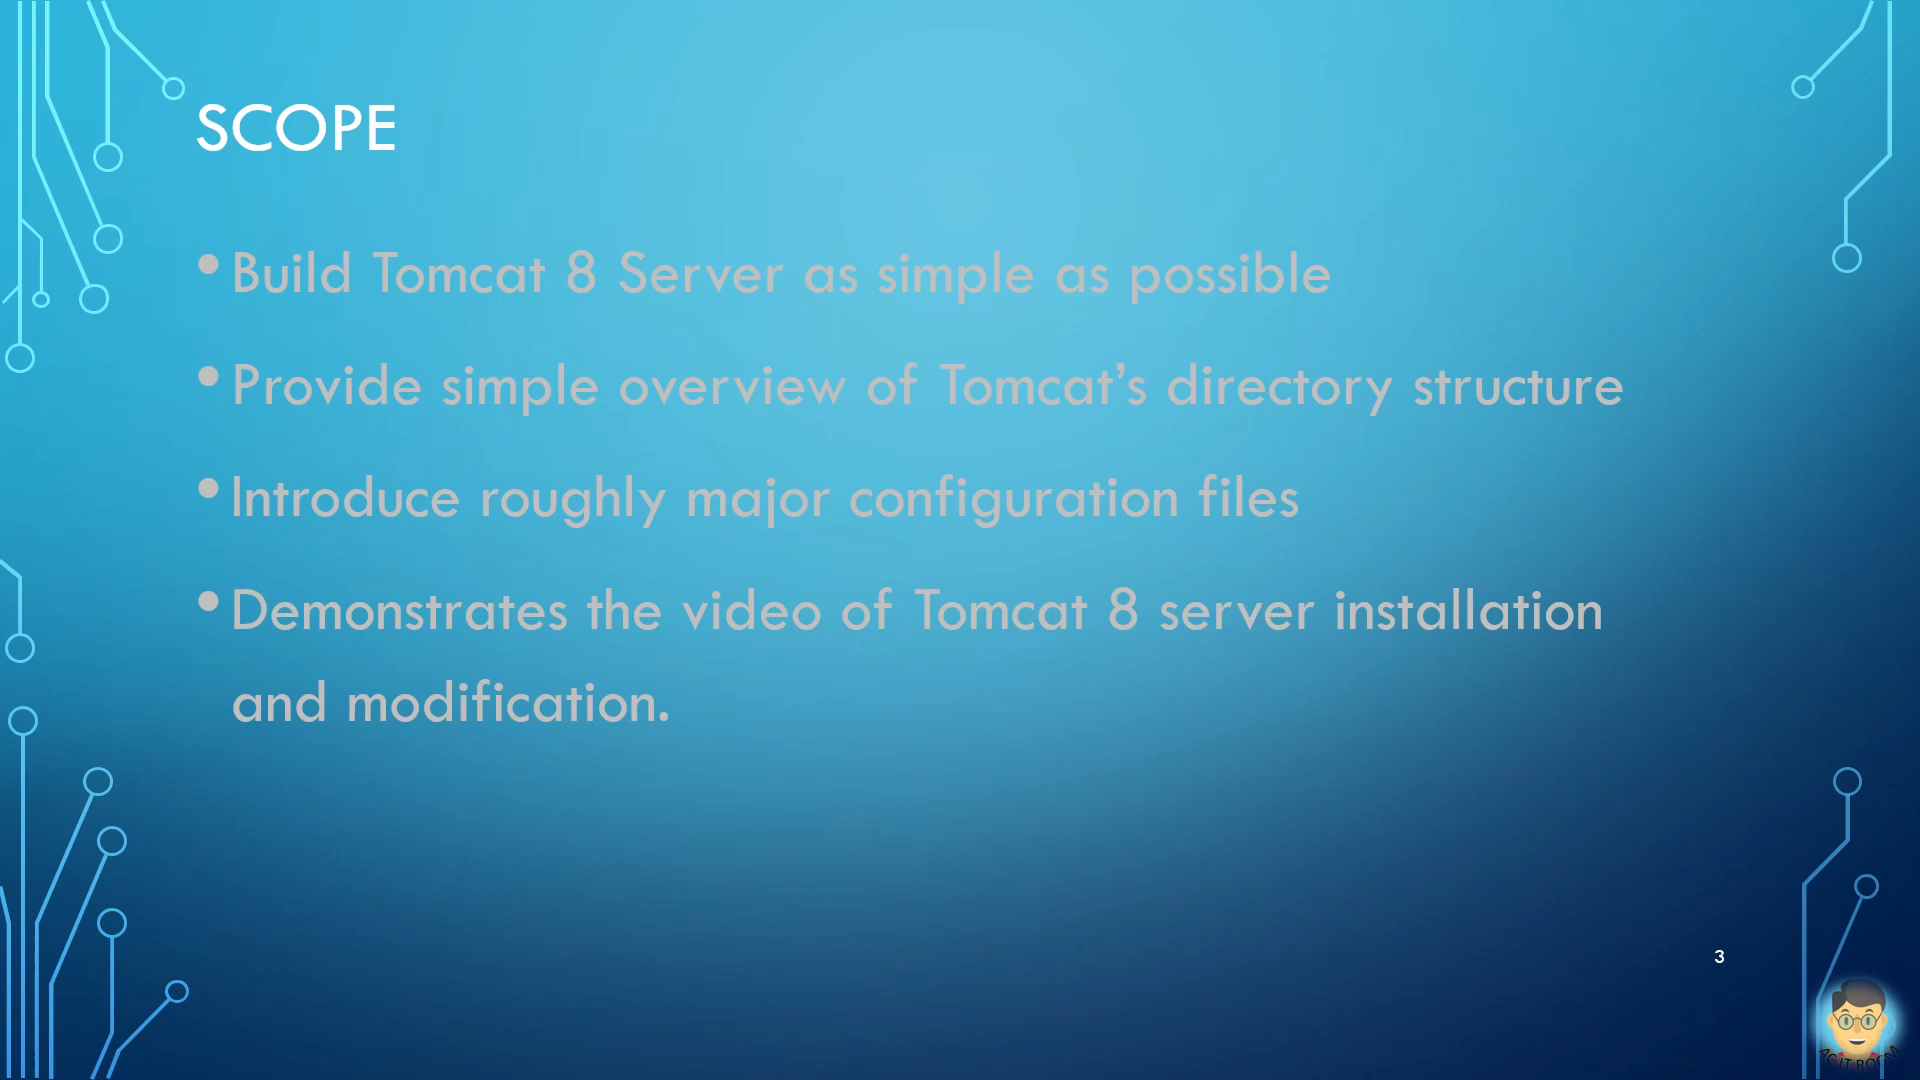 SCOPE
• Build Tomcat 8 Server as simple as possible
• Provide simple overview of Tomcat’s directory structure
• Introduce roughly major configuration files
• Demonstrates the video of Tomcat 8 server installation
and modification.
3